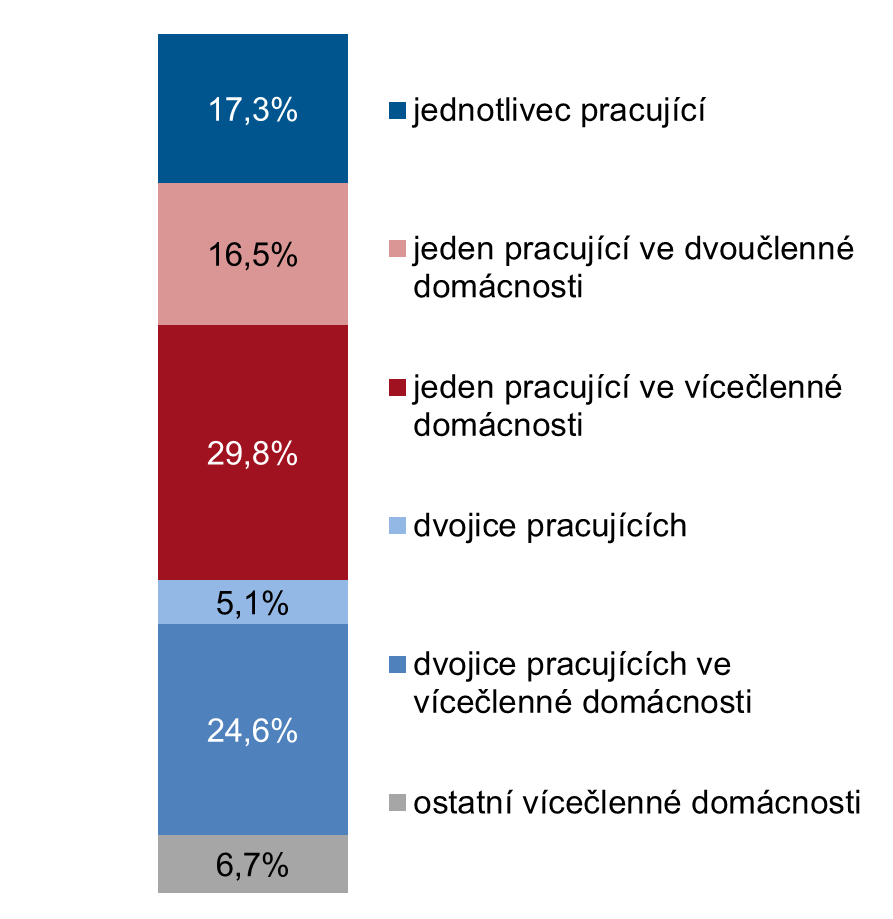 17,3%
jednotlivec pracující
16,5%
jeden pracující ve dvoučlenné
domácnosti
29,8%
jeden pracující ve vícečlenné
domácnosti
5,1%
dvojice pracujících
24,6%
dvojice pracujících ve
vícečlenné domácnosti
6,7%
ostatní vícečlenné domácnosti